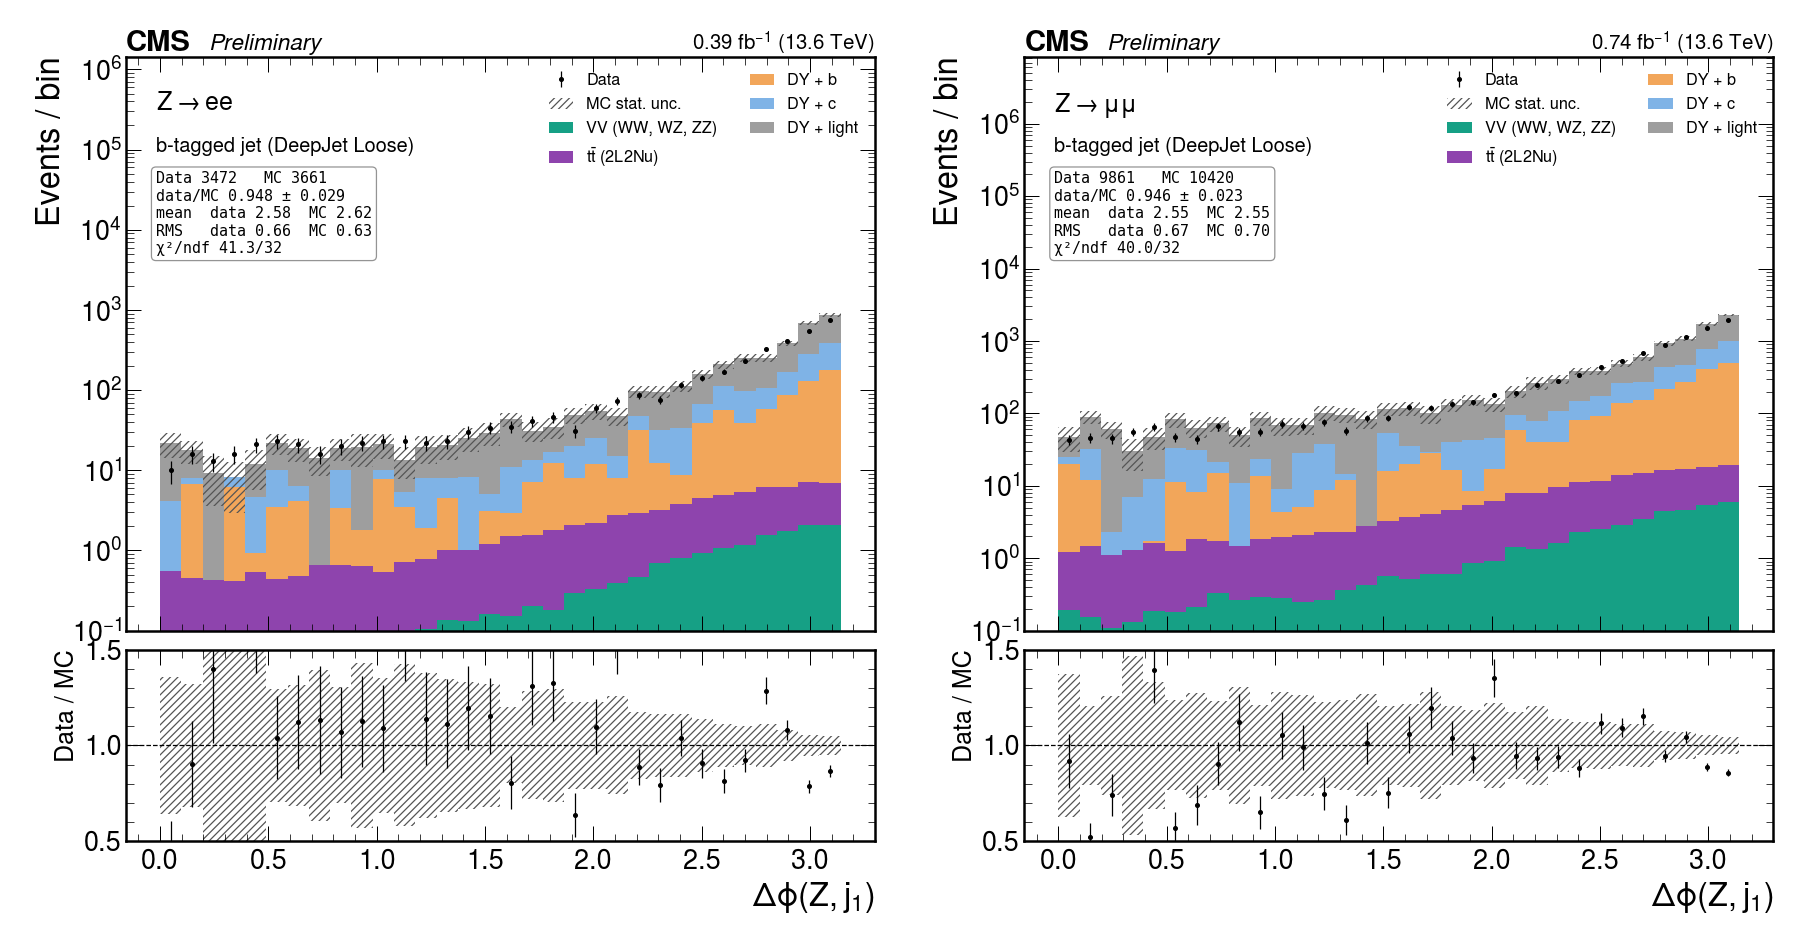 CMS Preliminary 0.39 fb⁻¹ (13.6 TeV)
Events / bin
10⁶
10⁵
10⁴
10³
10²
10¹
10⁰
10⁻¹
Z → ee
b-tagged jet (DeepJet Loose)
Data 3472 MC 3661
data/MC 0.948 ± 0.029
mean data 2.58 MC 2.62
RMS data 0.66 MC 0.63
χ²/ndf 41.3/32
Data
MC stat. unc.
VV (WW, WZ, ZZ)
tt̄ (2L2Nu)
DY + b
DY + c
DY + light
Data / MC
1.5
1.0
0.5
0.0 0.5 1.0 1.5 2.0 2.5 3.0
Δϕ(Z, j₁)
CMS Preliminary 0.74 fb⁻¹ (13.6 TeV)
Events / bin
10⁶
10⁵
10⁴
10³
10²
10¹
10⁰
10⁻¹
Z → μμ
b-tagged jet (DeepJet Loose)
Data 9861 MC 10420
data/MC 0.946 ± 0.023
mean data 2.55 MC 2.55
RMS data 0.67 MC 0.70
χ²/ndf 40.0/32
Data
MC stat. unc.
VV (WW, WZ, ZZ)
tt̄ (2L2Nu)
DY + b
DY + c
DY + light
Data / MC
1.5
1.0
0.5
0.0 0.5 1.0 1.5 2.0 2.5 3.0
Δϕ(Z, j₁)